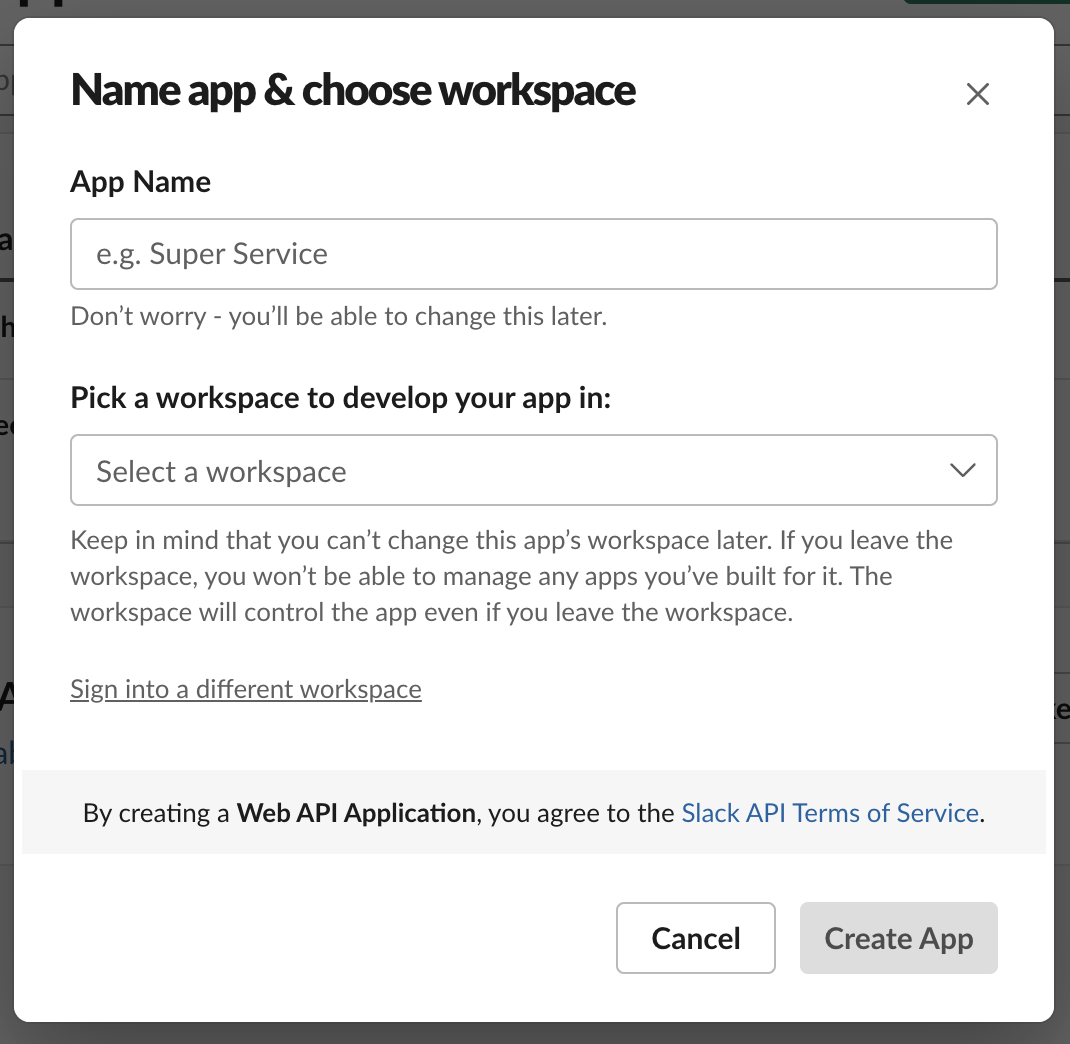 Name app & choose workspace
App Name
e.g. Super Service
Don’t worry - you’ll be able to change this later.
Pick a workspace to develop your app in:
Select a workspace
Keep in mind that you can’t change this app’s workspace later. If you leave the
workspace, you won’t be able to manage any apps you’ve built for it. The
workspace will control the app even if you leave the workspace.
Sign into a different workspace
By creating a Web API Application, you agree to the Slack API Terms of Service.
Cancel Create App